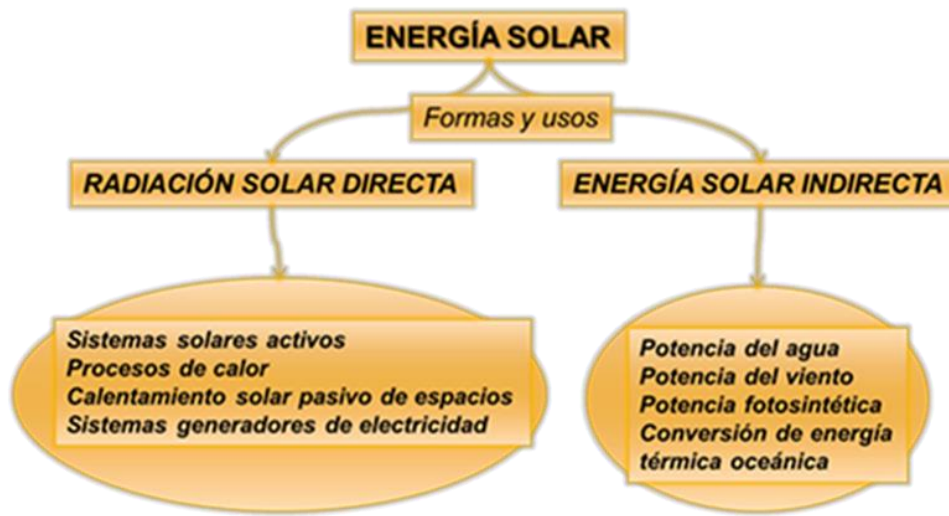 ENERGÍA SOLAR
Formas y usos
RADIACIÓN SOLAR DIRECTA
ENERGÍA SOLAR INDIRECTA
Sistemas solares activos
Procesos de calor
Calentamiento solar pasivo de espacios
Sistemas generadores de electricidad
Potencia del agua
Potencia del viento
Potencia fotosintética
Conversión de energía
térmica oceánica